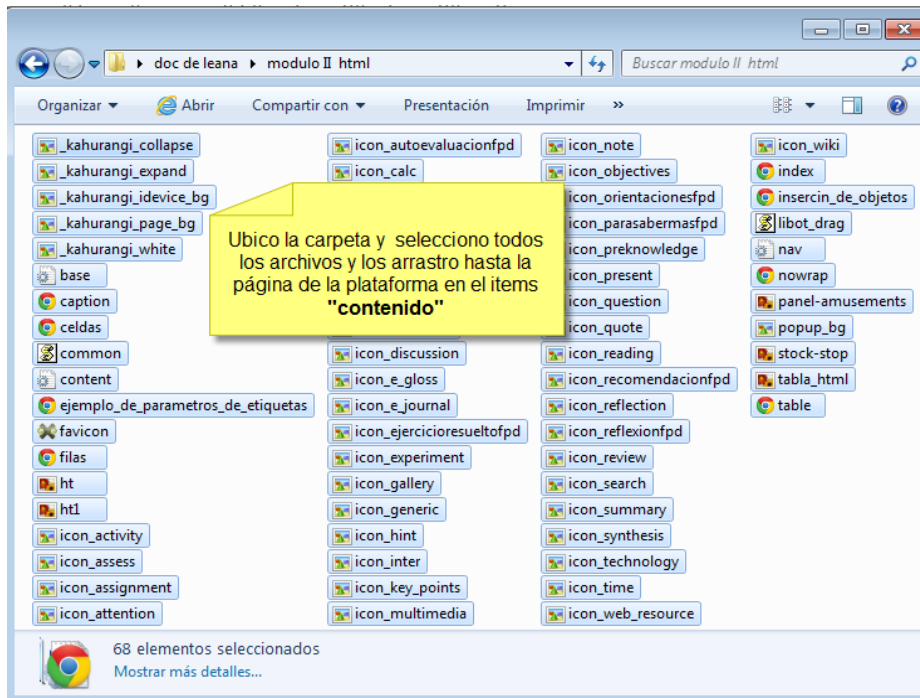 doc de leana ▸ modulo II html
Buscar modulo II html
Organizar
Abrir
Compartir con
Presentación
Imprimir
»
_kahurangi_collapse
_kahurangi_expand
_kahurangi_idevice_bg
_kahurangi_page_bg
_kahurangi_white
base
caption
celdas
common
content
ejemplo_de_parametros_de_etiquetas
favicon
filas
ht
ht1
icon_activity
icon_assess
icon_assignment
icon_attention
icon_autoevaluacionfpd
icon_calc
Ubico la carpeta y selecciono todos
los archivos y los arrastro hasta la
página de la plataforma en el items
"contenido"
icon_discussion
icon_e_gloss
icon_e_journal
icon_ejercicioresueltofpd
icon_experiment
icon_gallery
icon_generic
icon_hint
icon_inter
icon_key_points
icon_multimedia
icon_note
icon_objectives
icon_orientacionesfpd
icon_parasabermasfpd
icon_preknowledge
icon_present
icon_question
icon_quote
icon_reading
icon_recomendacionfpd
icon_reflection
icon_reflexionfpd
icon_review
icon_search
icon_summary
icon_synthesis
icon_technology
icon_time
icon_web_resource
icon_wiki
index
insercin_de_objetos
libot_drag
nav
nowrap
panel-amusements
popup_bg
stock-stop
tabla_html
table
68 elementos seleccionados
Mostrar más detalles...